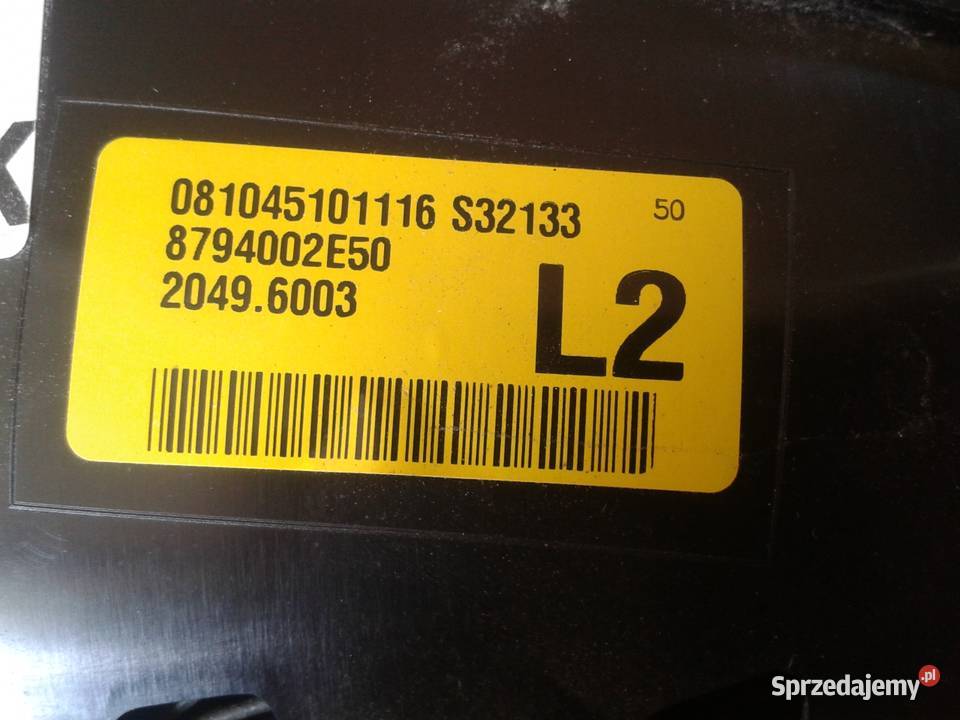 081045101116 S32133 50
8794002E50
2049.6003
L2
Sprzedajemy.pl